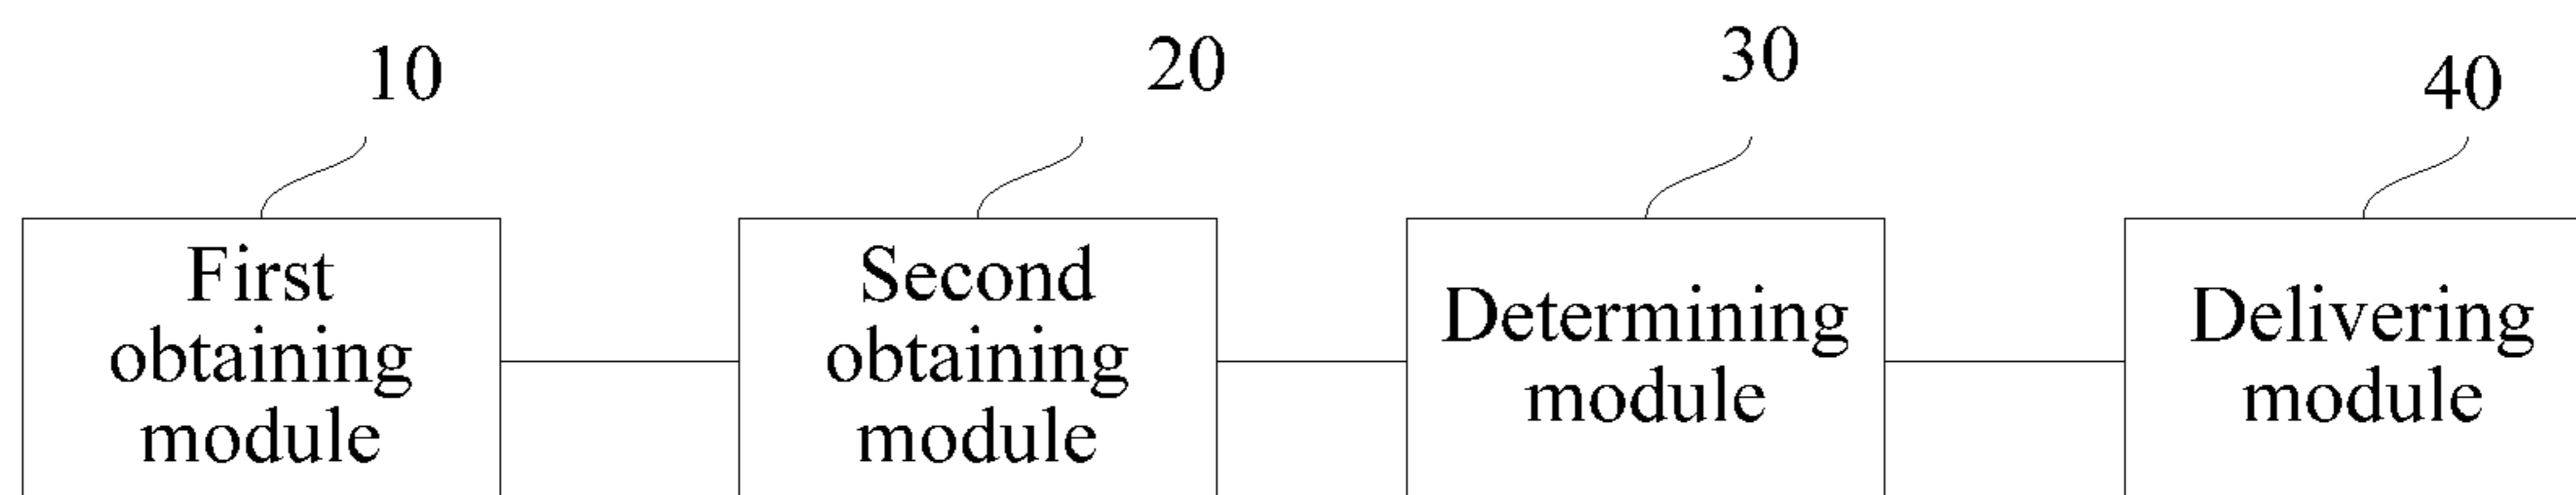 10
20
30
40
First
obtaining
module
Second
obtaining
module
Determining
module
Delivering
module